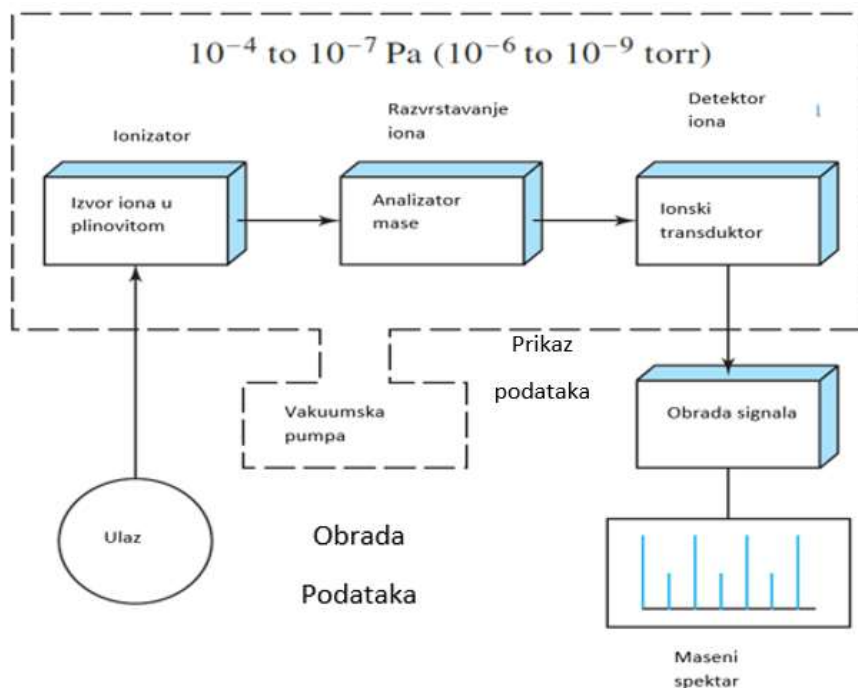 10⁻⁴ to 10⁻⁷ Pa (10⁻⁶ to 10⁻⁹ torr)
Ionizator
Razvrstavanje
iona
Detektor
iona
Izvor iona u
plinovitom
Analizator
mase
Ionski
transduktor
Prikaz
podataka
Vakuumska
pumpa
Obrada signala
Ulaz
Obrada
Podataka
Maseni
spektar